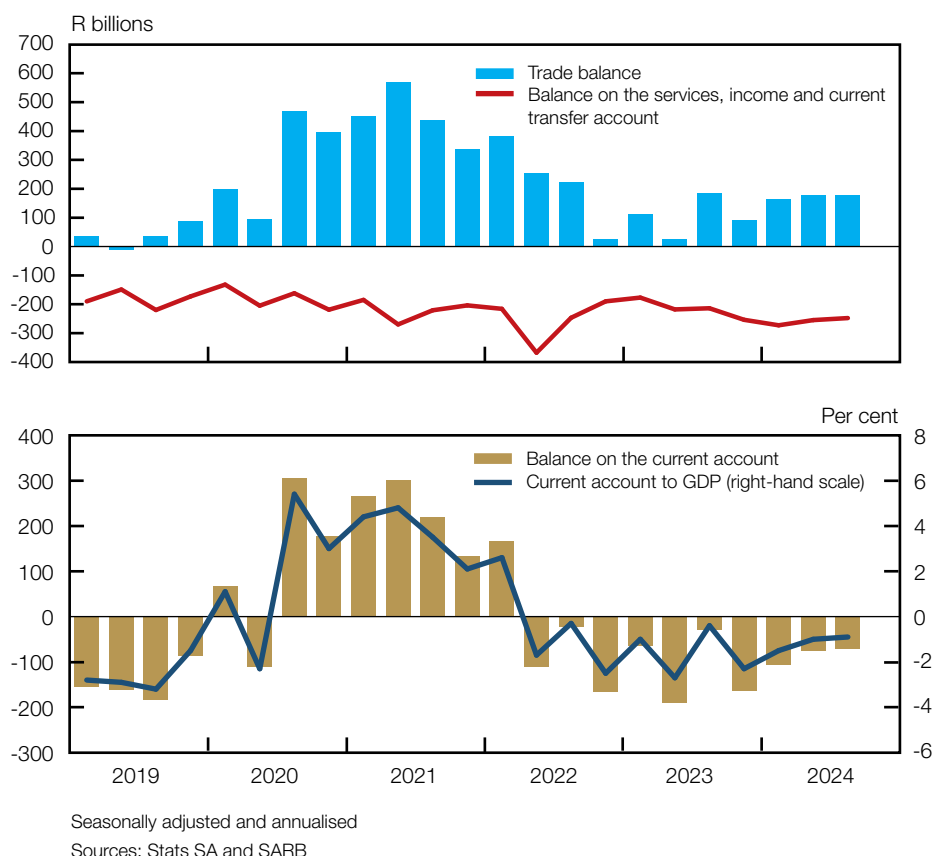 R billions
700
600
500
400
300
200
100
0
-100
-200
-300
-400
Trade balance
Balance on the services, income and current
transfer account
Per cent
400
300
200
100
0
-100
-200
-300
8
6
4
2
0
-2
-4
-6
Balance on the current account
Current account to GDP (right-hand scale)
2019 2020 2021 2022 2023 2024
Seasonally adjusted and annualised
Sources: Stats SA and SARB